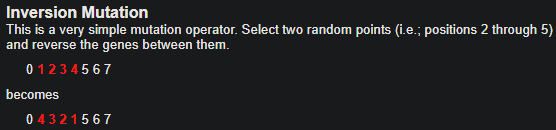 Inversion Mutation
This is a very simple mutation operator. Select two random points (i.e.; positions 2 through 5)
and reverse the genes between them.
0 1 2 3 4 5 6 7
becomes
0 4 3 2 1 5 6 7